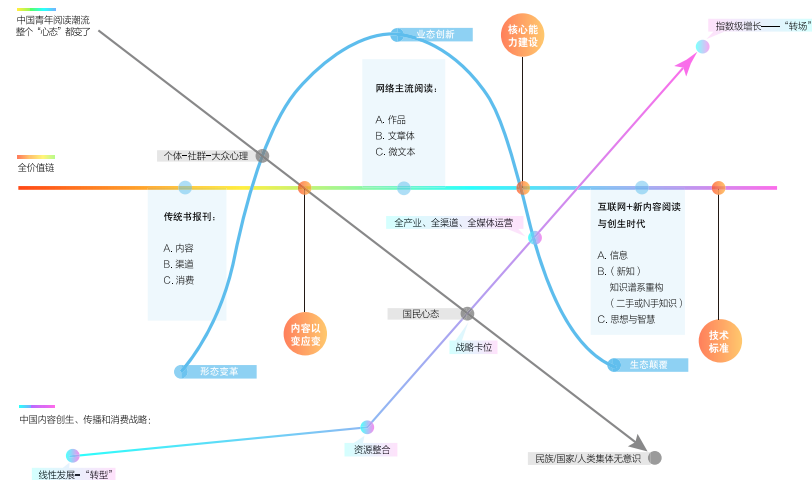 中国青年阅读潮流
整个“心态”都变了
指数级增长——“转场”
业态创新
核心能
力建设
网络主流阅读：
A. 作品
B. 文章体
C. 微文本
个体-社群-大众心理
全价值链
传统书报刊：
A. 内容
B. 渠道
C. 消费
全产业、全渠道、全媒体运营
互联网+新内容阅读
与创生时代
A. 信息
B.（新知）
知识谱系重构
（二手或N手知识）
C. 思想与智慧
国民心态
内容以
变应变
技术
标准
战略卡位
形态变革
生态颠覆
中国内容创生、传播和消费战略：
资源整合
民族/国家/人类集体无意识
线性发展-“转型”